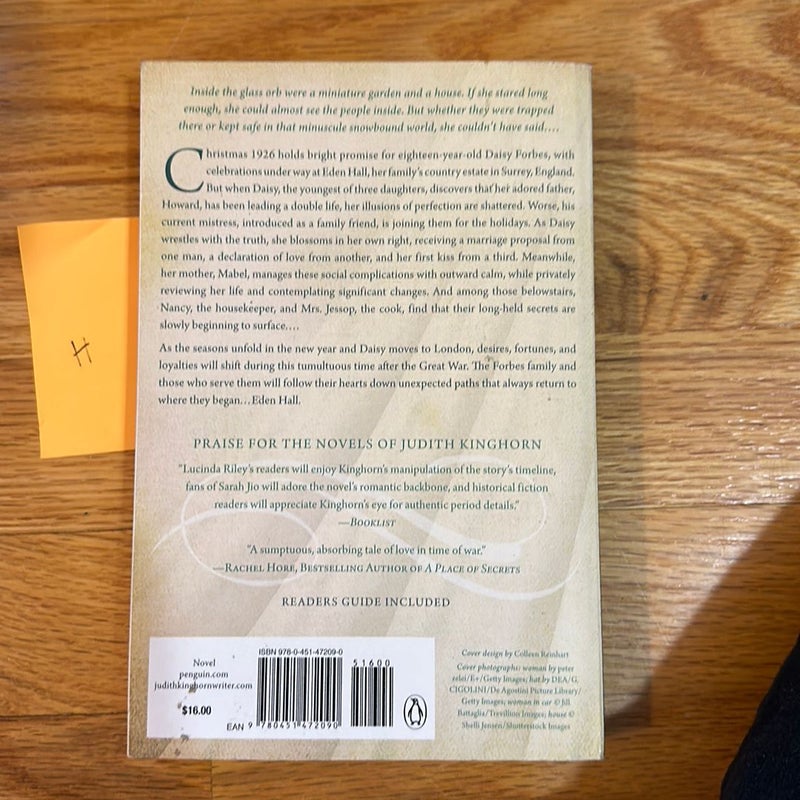 Inside the glass orb were a miniature garden and a house. If she stared long
enough, she could almost see the people inside. But whether they were trapped
there or kept safe in that minuscule snowbound world, she couldn't have said....
Christmas 1926 holds bright promise for eighteen-year-old Daisy Forbes, with
celebrations under way at Eden Hall, her family's country estate in Surrey, England.
But when Daisy, the youngest of three daughters, discovers that her adored father,
Howard, has been leading a double life, her illusions of perfection are shattered. Worse, his
current mistress, introduced as a family friend, is joining them for the holidays. As Daisy
wrestles with the truth, she blossoms in her own right, receiving a marriage proposal from
one man, a declaration of love from another, and her first kiss from a third. Meanwhile,
her mother, Mabel, manages these social complications with outward calm, while privately
reviewing her life and contemplating significant changes. And among those belowstairs,
Nancy, the housekeeper, and Mrs. Jessop, the cook, find that their long-held secrets are
slowly beginning to surface....
As the seasons unfold in the new year and Daisy moves to London, desires, fortunes, and
loyalties will shift during this tumultuous time after the Great War. The Forbes family and
those who serve them will follow their hearts down unexpected paths that always return to
where they began...Eden Hall.
H
PRAISE FOR THE NOVELS OF JUDITH KINGHORN
"Lucinda Riley's readers will enjoy Kinghorn's manipulation of the story's timeline,
fans of Sarah Jio will adore the novel's romantic backbone, and historical fiction
readers will appreciate Kinghorn's eye for authentic period details."
—BOOKLIST
"A sumptuous, absorbing tale of love in time of war."
—RACHEL HORE, BESTSELLING AUTHOR OF A PLACE OF SECRETS
READERS GUIDE INCLUDED
Novel
penguin.com
judithkinghornwriter.com
$16.00
ISBN 978-0-451-47209-0
51600
EAN 9 780451 472090
Cover design by Colleen Reinhart
Cover photographs: woman by peter
zelei/E+/Getty Images; hat by DEA/G.
CIGOLINI/De Agostini Picture Library/
Getty Images; woman in car © Jill
Battaglia/Trevillion Images; house ©
Shelli Jensen/Shutterstock Images